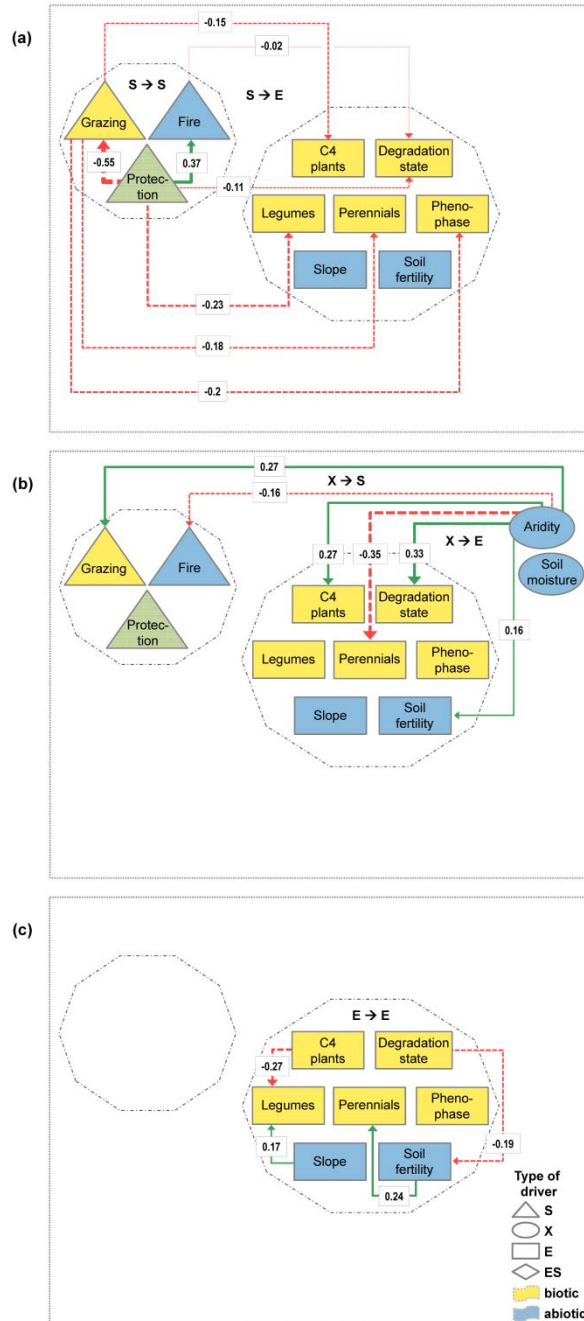 (a)
-0.15
-0.02
S → S
S → E
Grazing
Fire
C4
plants
Degradation
state
-0.55
0.37
Protec-
tion
-0.11
Legumes
Perennials
Pheno-
phase
Slope
Soil
fertility
-0.23
-0.18
-0.2
(b)
0.27
X → S
-0.16
Aridity
X → E
Grazing
Fire
0.27
-0.35
0.33
Soil
moisture
C4
plants
Degradation
state
Protec-
tion
0.16
Legumes
Perennials
Pheno-
phase
Slope
Soil
fertility
(c)
E → E
C4
plants
Degradation
state
-0.27
Legumes
Perennials
Pheno-
phase
0.17
-0.19
Slope
Soil
fertility
0.24
Type of
driver
S
X
E
ES
biotic
abiotic